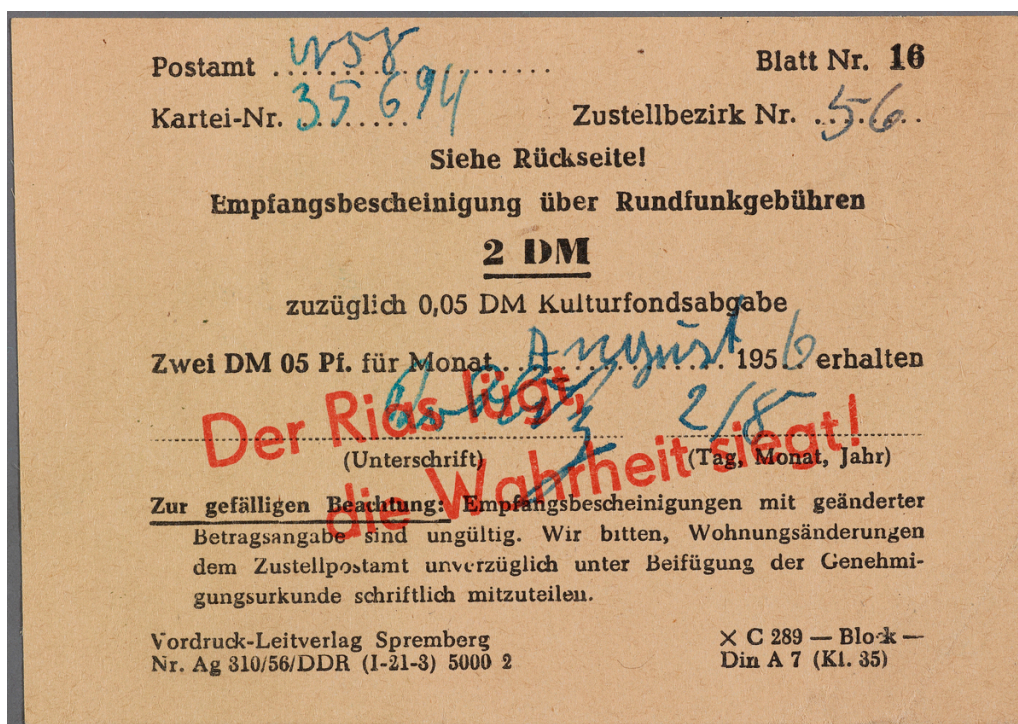 Postamt ..................... W58
Blatt Nr. 16
Kartei-Nr. 35694
Zustellbezirk Nr. 56
Siehe Rückseite!
Empfangsbescheinigung über Rundfunkgebühren
2 DM
zuzüglich 0,05 DM Kulturfondsabgabe
Zwei DM 05 Pf. für Monat August 1956 erhalten
2/8
Der Rias lügt,
die Wahrheit siegt!
(Unterschrift) (Tag, Monat, Jahr)
Zur gefälligen Beachtung: Empfangsbescheinigungen mit geänderter
Betragsangabe sind ungültig. Wir bitten, Wohnungsänderungen
dem Zustellpostamt unverzüglich unter Beifügung der Genehmi-
gungsurkunde schriftlich mitzuteilen.
Vordruck-Leitverlag Spremberg
Nr. Ag 310/56/DDR (I-21-3) 5000 2
× C 289 — Block —
Din A 7 (Kl. 35)